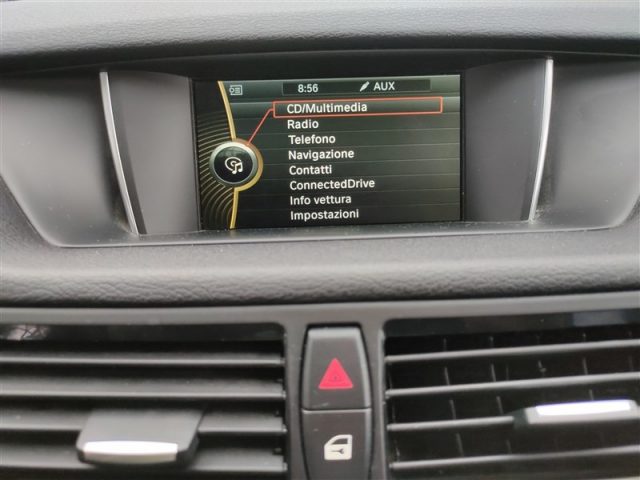 8:56 AUX
CD/Multimedia
Radio
Telefono
Navigazione
Contatti
ConnectedDrive
Info vettura
Impostazioni